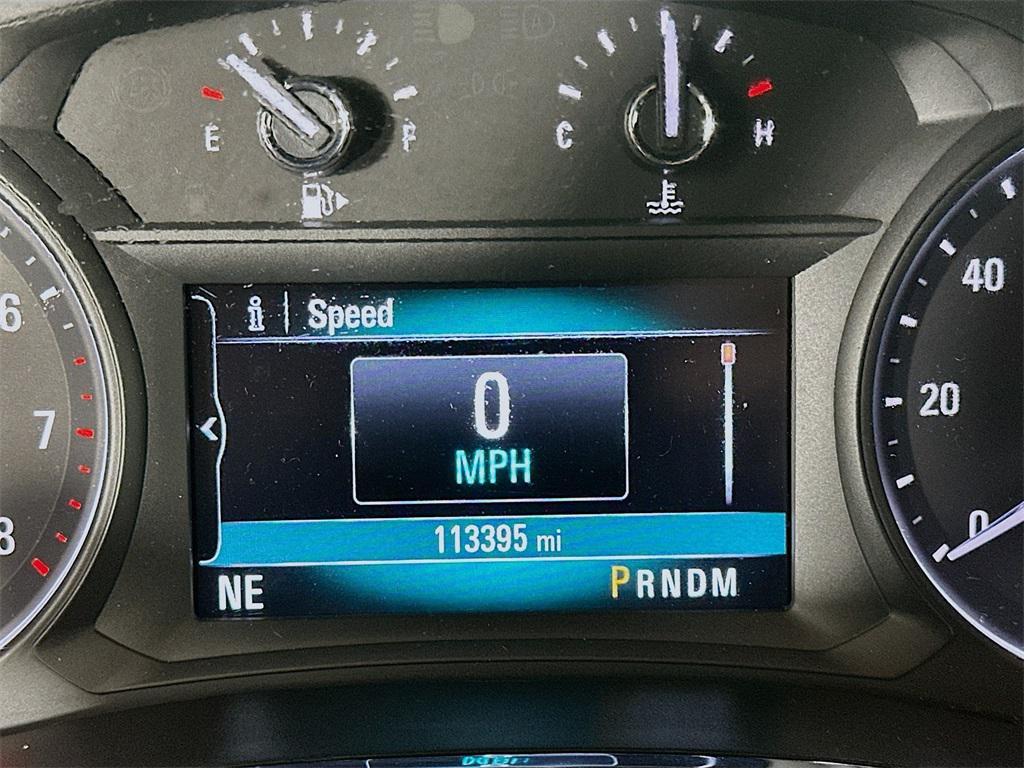 E F
C H
i Speed
0
MPH
113395 mi
NE
PRNDM
6
7
8
40
20
0